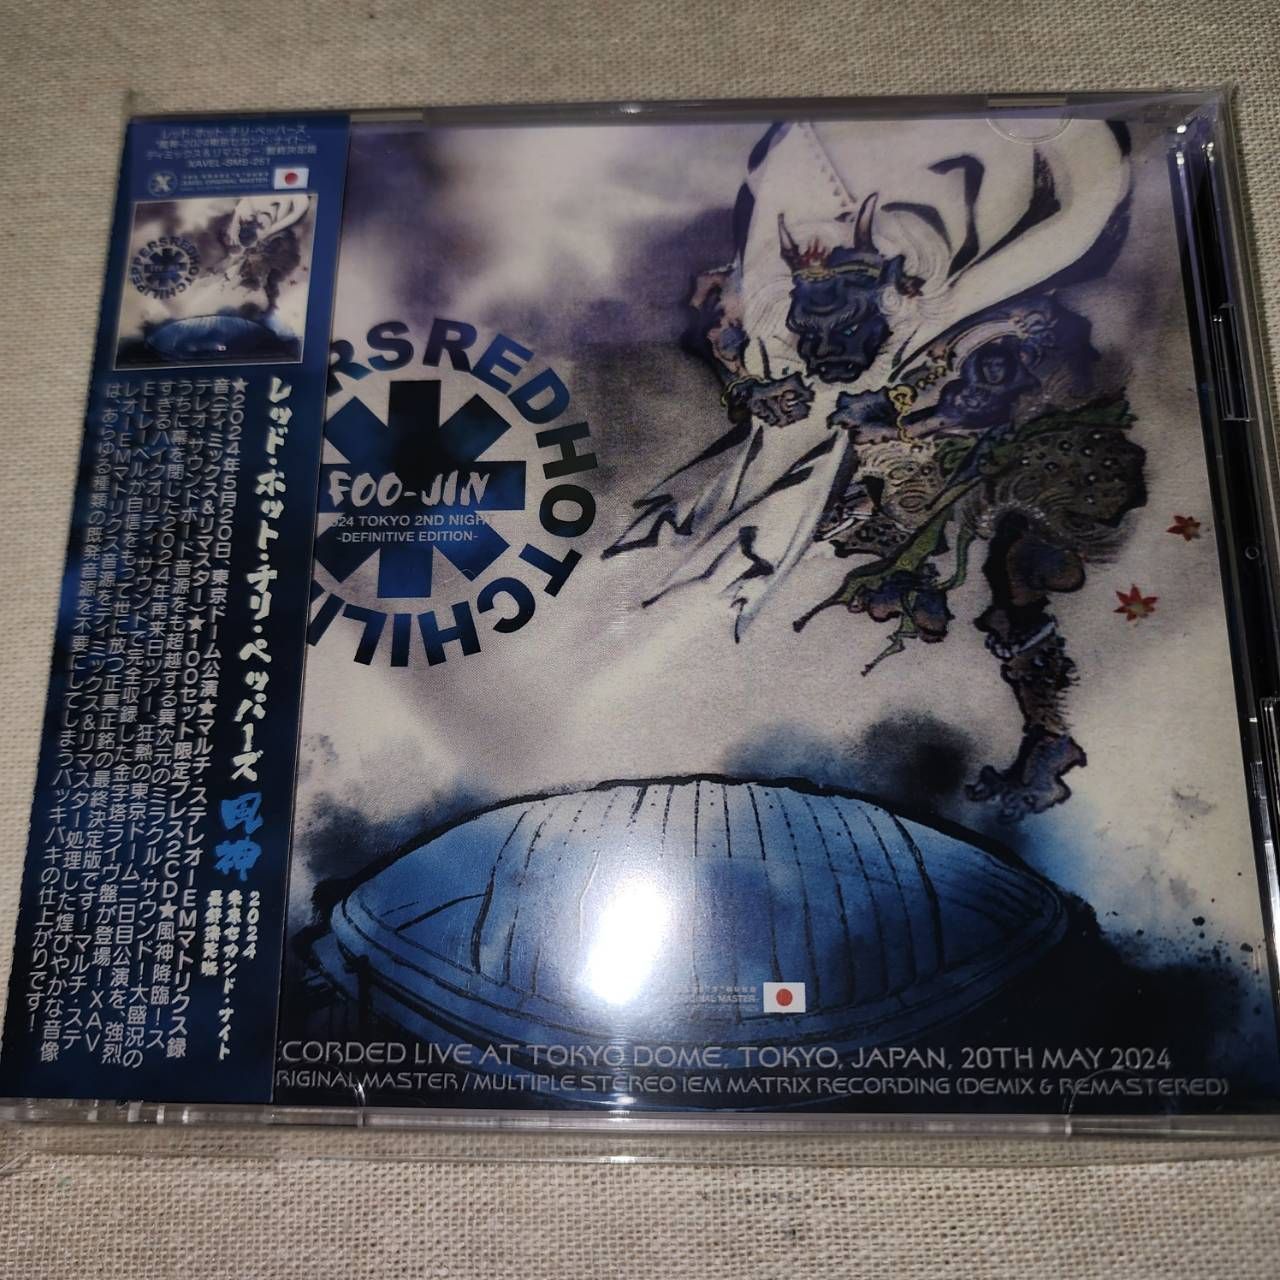 レッド・ホット・チリ・ペッパーズ
XAVEL-SMS-251
レッド・ホット・チリ・ペッパーズ 風神
2024
東京セカンド・ナイト
最終決定版
★2024年5月20日、東京ドーム公演★マルチ・ステレオIEMマトリクス録
音(ディミックス&リマスター)★100セット限定プレス2CD★風神降臨!ス
テレオ・サウンドボード音源をも超越する異次元のミラクル・サウンド!大盛況の
うちに幕を閉じた2024年再来日ツアー、狂熱の東京ドーム二日目公演を、強烈
すぎるハイクオリティ・サウンドで完全収録した金字塔ライヴ盤が登場!XAV
ELレーベルが自信をもって世に放つ正真正銘の最終決定版です!マルチ・ステ
レオIEMマトリクス音源をディミックス&リマスター処理した煌びやかな音像
は、あらゆる種類の既発音源を不要にしてしまうバッキバキの仕上がりです!
ERSREDHOTCHILI
FOO-JIN
024 TOKYO 2ND NIGHT
-DEFINITIVE EDITION-
ORIGINAL MASTER
CORDED LIVE AT TOKYO DOME, TOKYO, JAPAN, 20TH MAY 2024
RIGINAL MASTER / MULTIPLE STEREO IEM MATRIX RECORDING (DEMIX & REMASTERED)